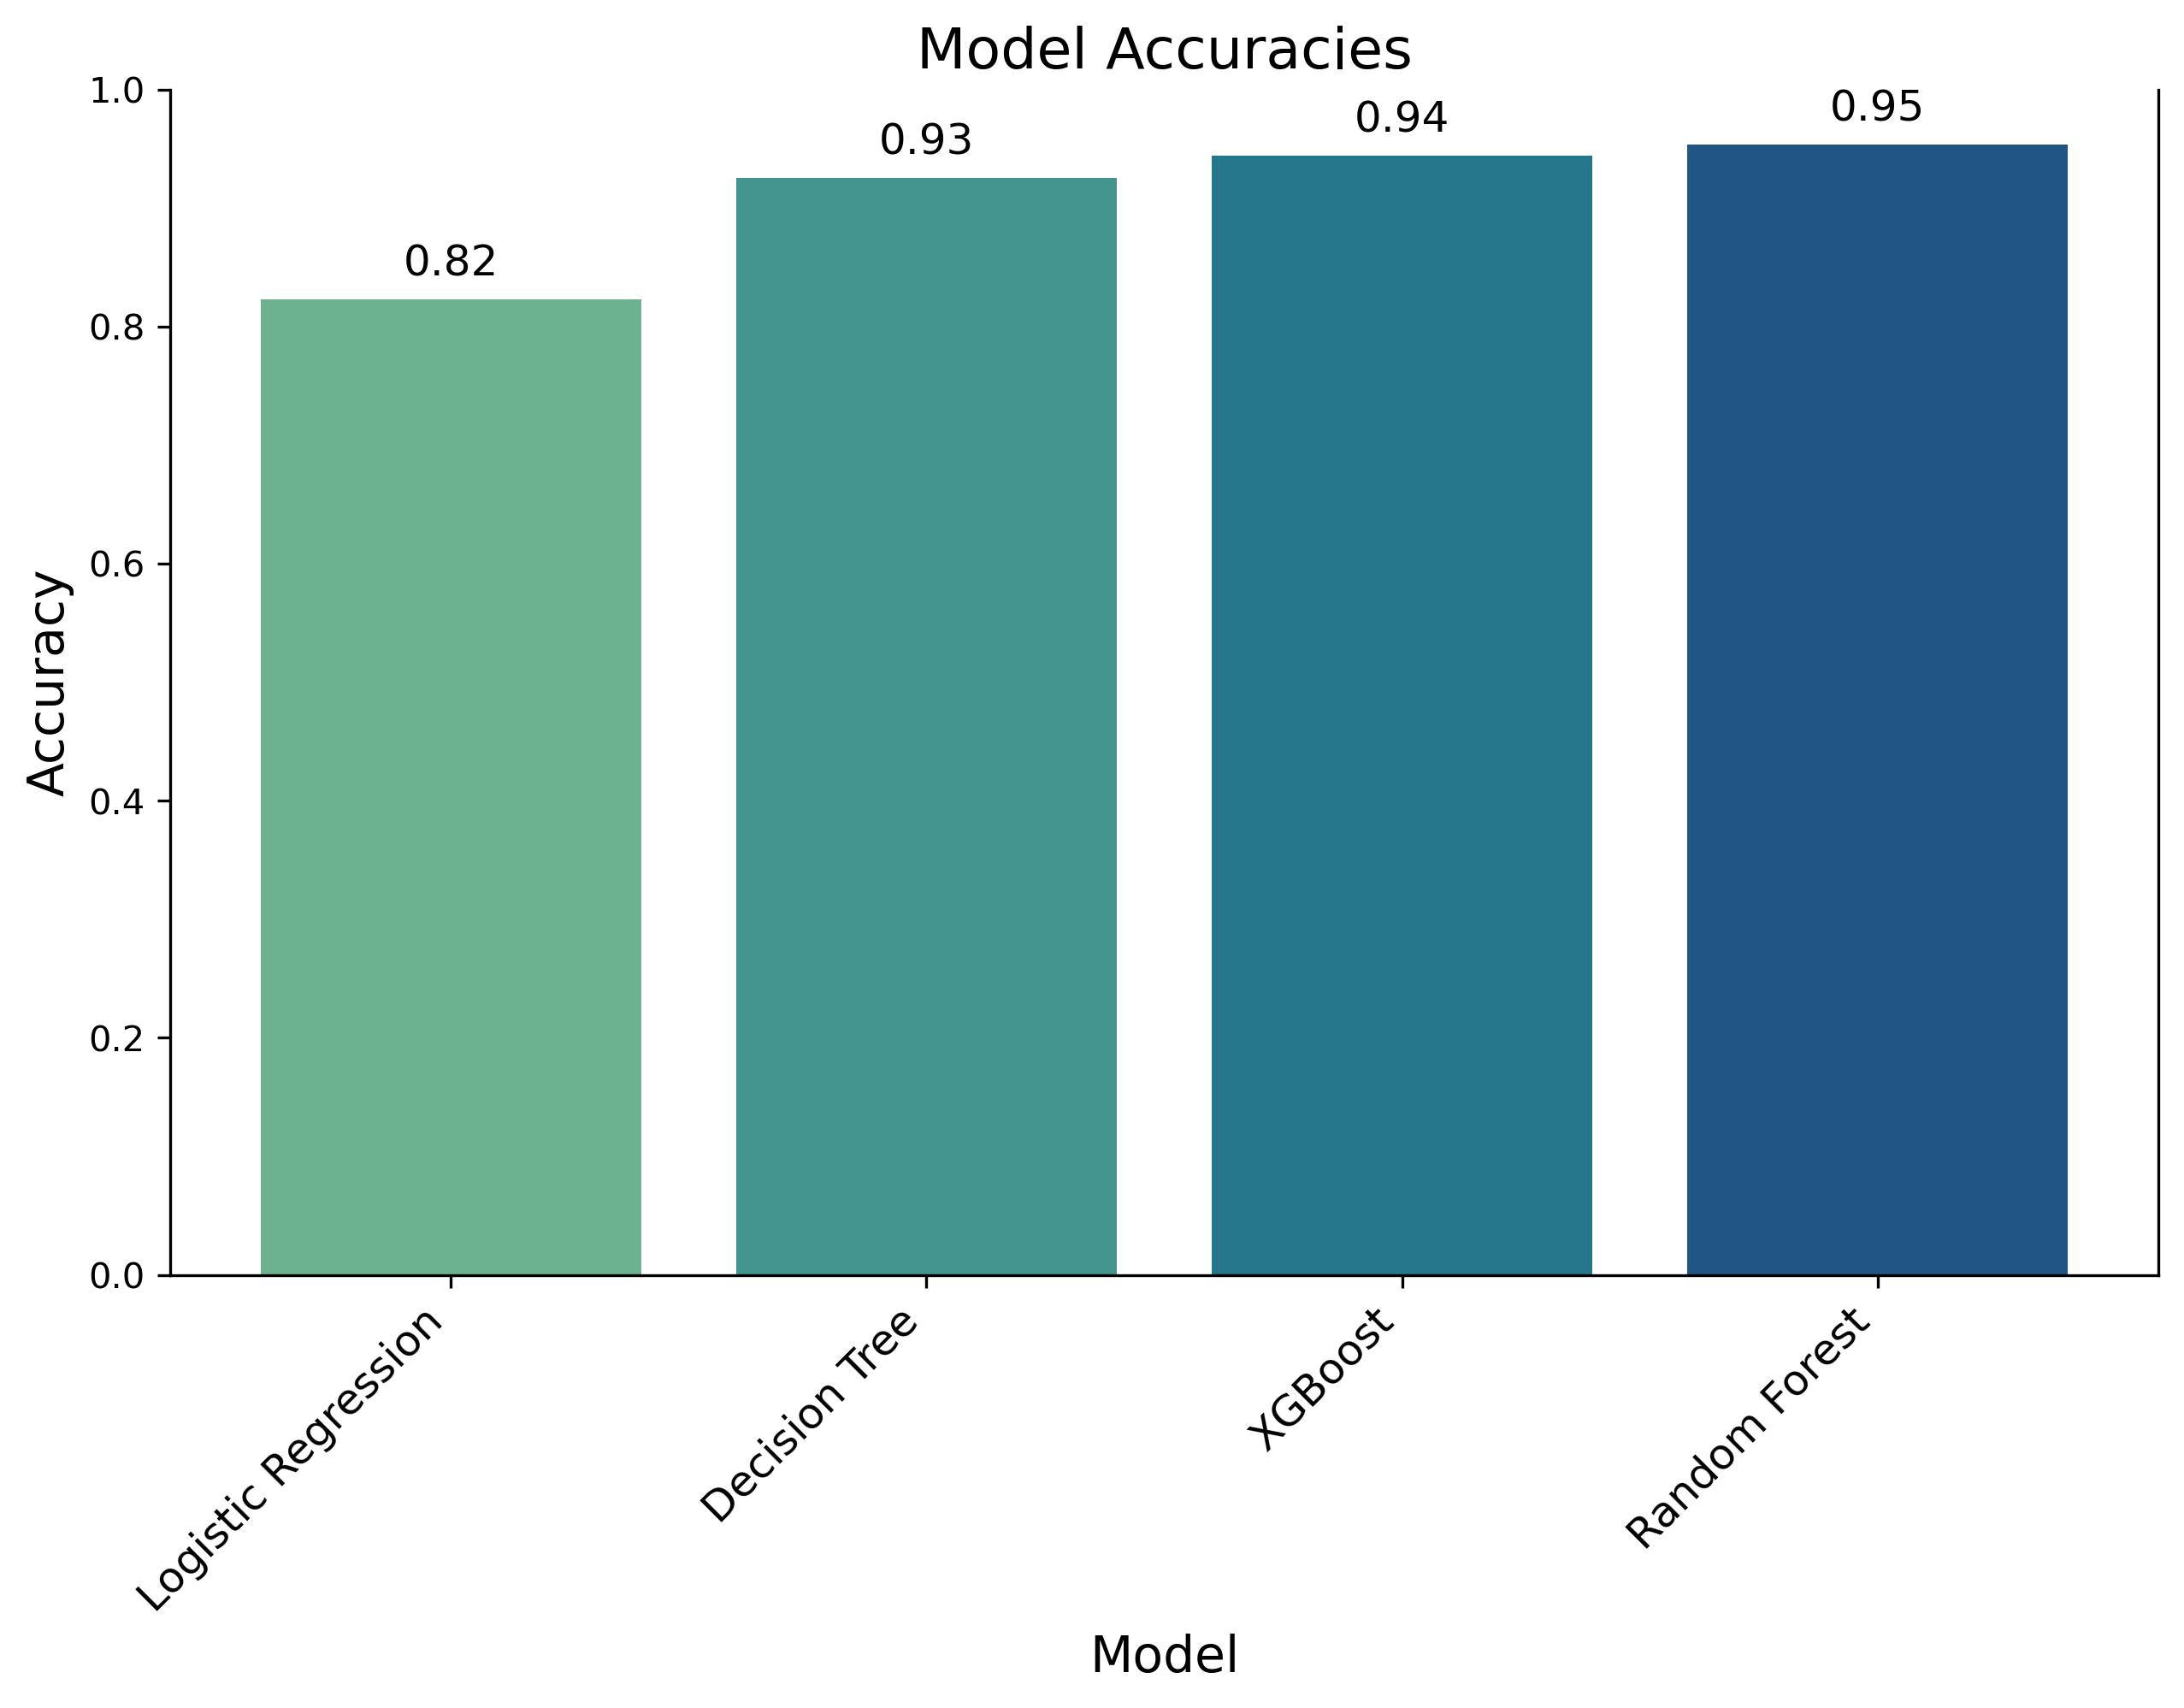 Model Accuracies
1.0
0.8
0.6
0.4
0.2
0.0
Accuracy
0.82
0.93
0.94
0.95
Logistic Regression
Decision Tree
XGBoost
Random Forest
Model